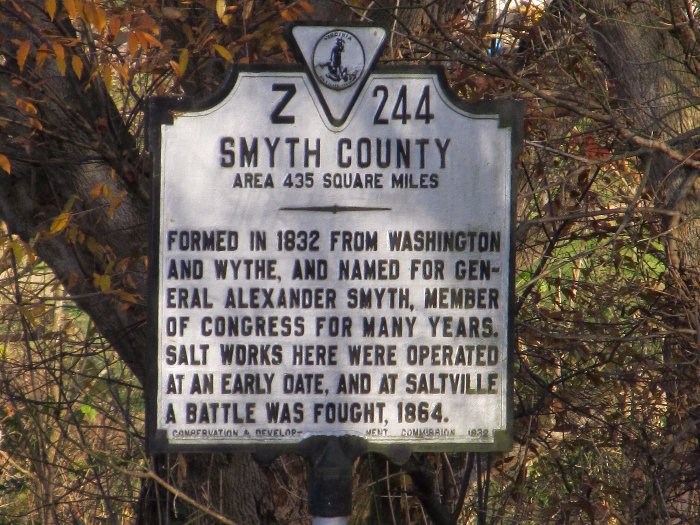 VIRGINIA
Z 244
SMYTH COUNTY
AREA 435 SQUARE MILES
FORMED IN 1832 FROM WASHINGTON
AND WYTHE, AND NAMED FOR GEN-
ERAL ALEXANDER SMYTH, MEMBER
OF CONGRESS FOR MANY YEARS.
SALT WORKS HERE WERE OPERATED
AT AN EARLY DATE, AND AT SALTVILLE
A BATTLE WAS FOUGHT, 1864.
CONSERVATION & DEVELOP- MENT COMMISSION 1932